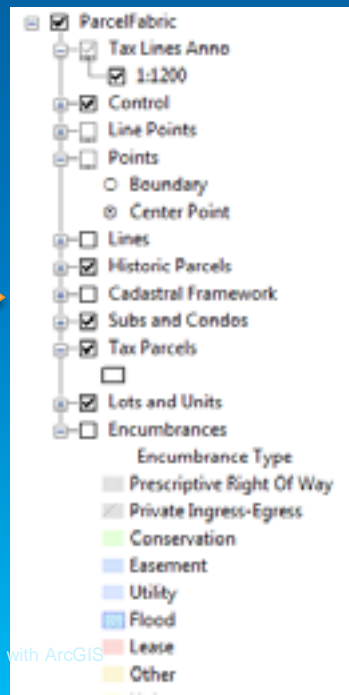 ParcelFabric
Tax Lines Anno
1:1200
Control
Line Points
Points
Boundary
Center Point
Lines
Historic Parcels
Cadastral Framework
Subs and Condos
Tax Parcels
Lots and Units
Encumbrances
Encumbrance Type
Prescriptive Right Of Way
Private Ingress-Egress
Conservation
Easement
Utility
Flood
with ArcGIS Lease
Other